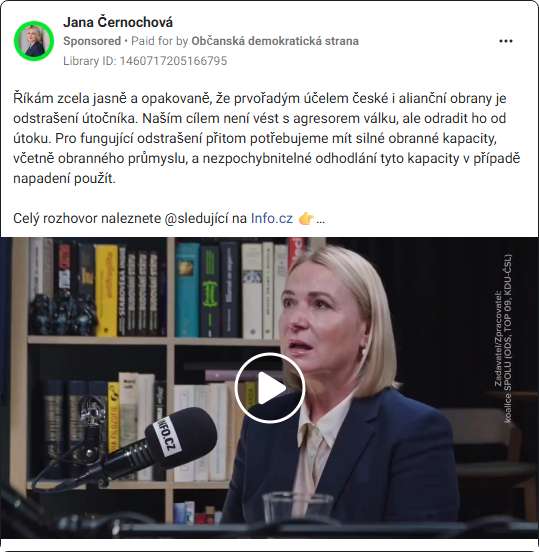 Jana Černochová
Sponsored • Paid for by Občanská demokratická strana
Library ID: 1460717205166795
Říkám zcela jasně a opakovaně, že prvořadým účelem české i alianční obrany je
odstrašení útočníka. Naším cílem není vést s agresorem válku, ale odradit ho od
útoku. Pro fungující odstrašení přitom potřebujeme mít silné obranné kapacity,
včetně obranného průmyslu, a nezpochybnitelné odhodlání tyto kapacity v případě
napadení použít.
Celý rozhovor naleznete @sledující na Info.cz 👉...
Zadavatel/Zpracovatel:
koalice SPOLU (ODS, TOP 09, KDU-ČSL)
INFO.CZ